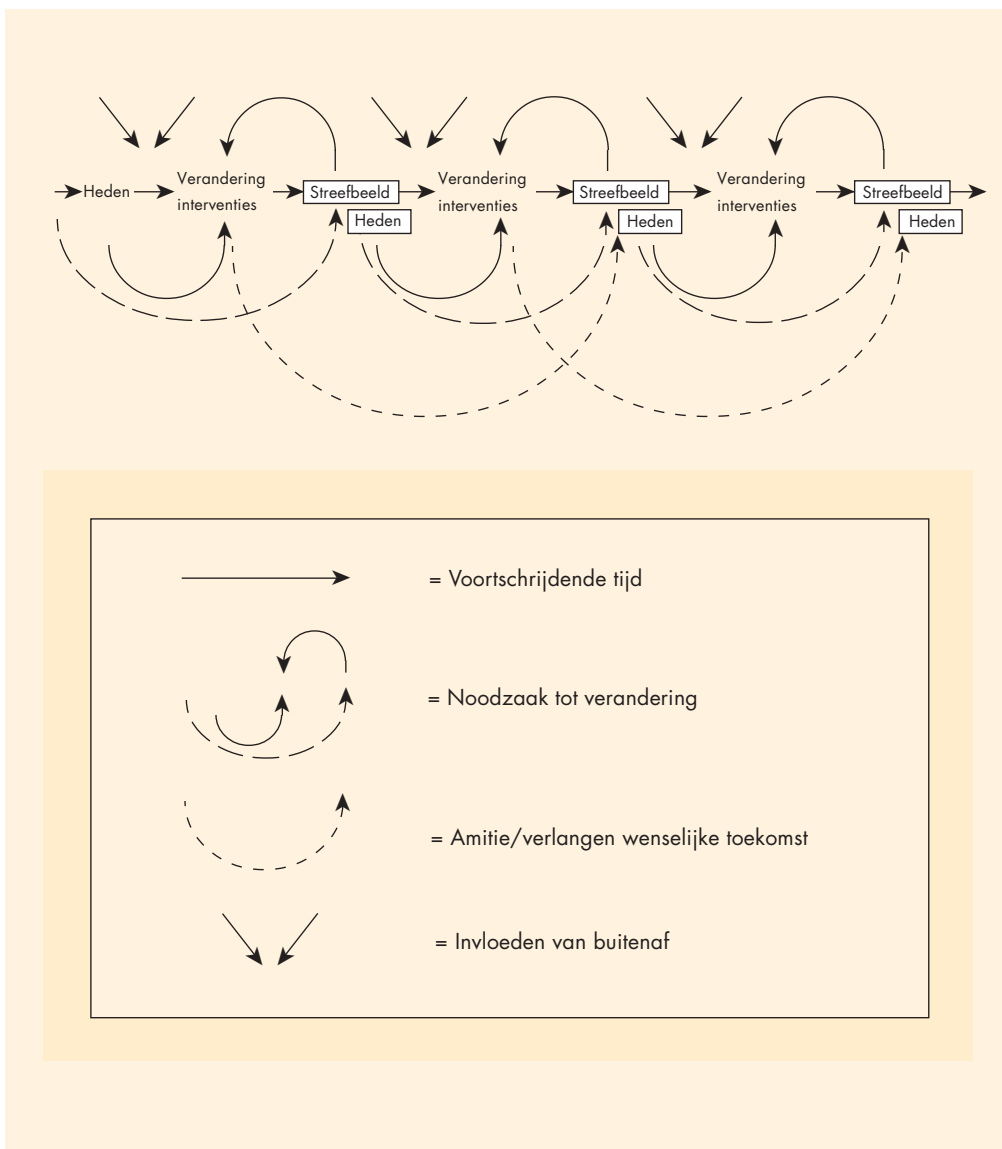 Heden
Verandering
interventies
Streefbeeld
Heden
Verandering
interventies
Streefbeeld
Heden
Verandering
interventies
Streefbeeld
Heden
= Voortschrijdende tijd
= Noodzaak tot verandering
= Amitie/verlangen wenselijke toekomst
= Invloeden van buitenaf